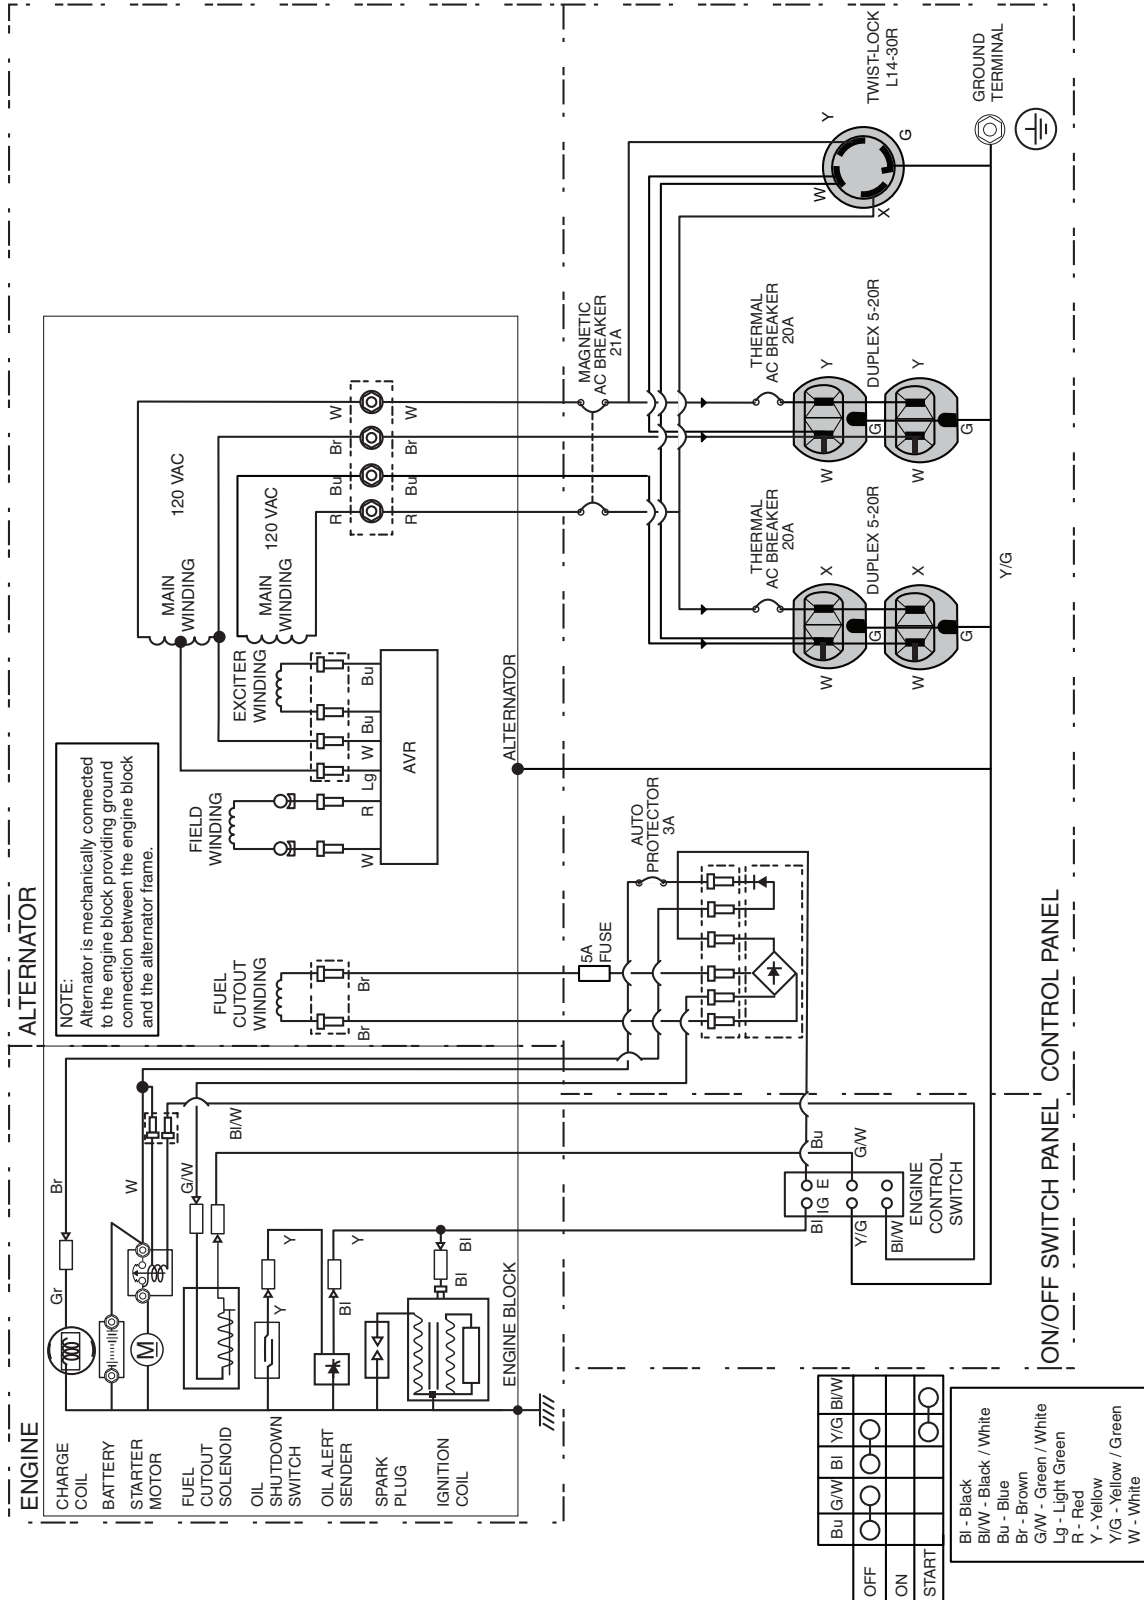 ENGINE
CHARGE
COIL
BATTERY
STARTER
MOTOR
FUEL
CUTOUT
SOLENOID
OIL
SHUTDOWN
SWITCH
OIL ALERT
SENDER
SPARK
PLUG
IGNITION
COIL
ENGINE BLOCK
M
Gr
Br
W
G/W
Bl/W
Y
Y
Y
Bl
Bl
Bl
ALTERNATOR
NOTE:
Alternator is mechanically connected
to the engine block providing ground
connection between the engine block
and the alternator frame.
FUEL
CUTOUT
WINDING
Br
Br
FIELD
WINDING
W
R
Lg
W
Bu
Bu
AVR
EXCITER
WINDING
MAIN
WINDING
120 VAC
MAIN
WINDING
120 VAC
R
Bu
Br
W
R
Bu
Br
W
ALTERNATOR
5A
FUSE
AUTO
PROTECTOR
3A
MAGNETIC
AC BREAKER
21A
THERMAL
AC BREAKER
20A
THERMAL
AC BREAKER
20A
W
X
G
DUPLEX 5-20R
W
X
G
W
Y
G
DUPLEX 5-20R
W
Y
G
TWIST-LOCK
L14-30R
W
Y
X
G
GROUND
TERMINAL
Y/G
CONTROL PANEL
ON/OFF SWITCH PANEL
Bu
G/W
IG
E
Bl
Y/G
Bl/W
ENGINE
CONTROL
SWITCH
Bu G/W Bl Y/G Bl/W
OFF
ON
START
Bl - Black
Bl/W - Black / White
Bu - Blue
Br - Brown
G/W - Green / White
Lg - Light Green
R - Red
Y - Yellow
Y/G - Yellow / Green
W - White